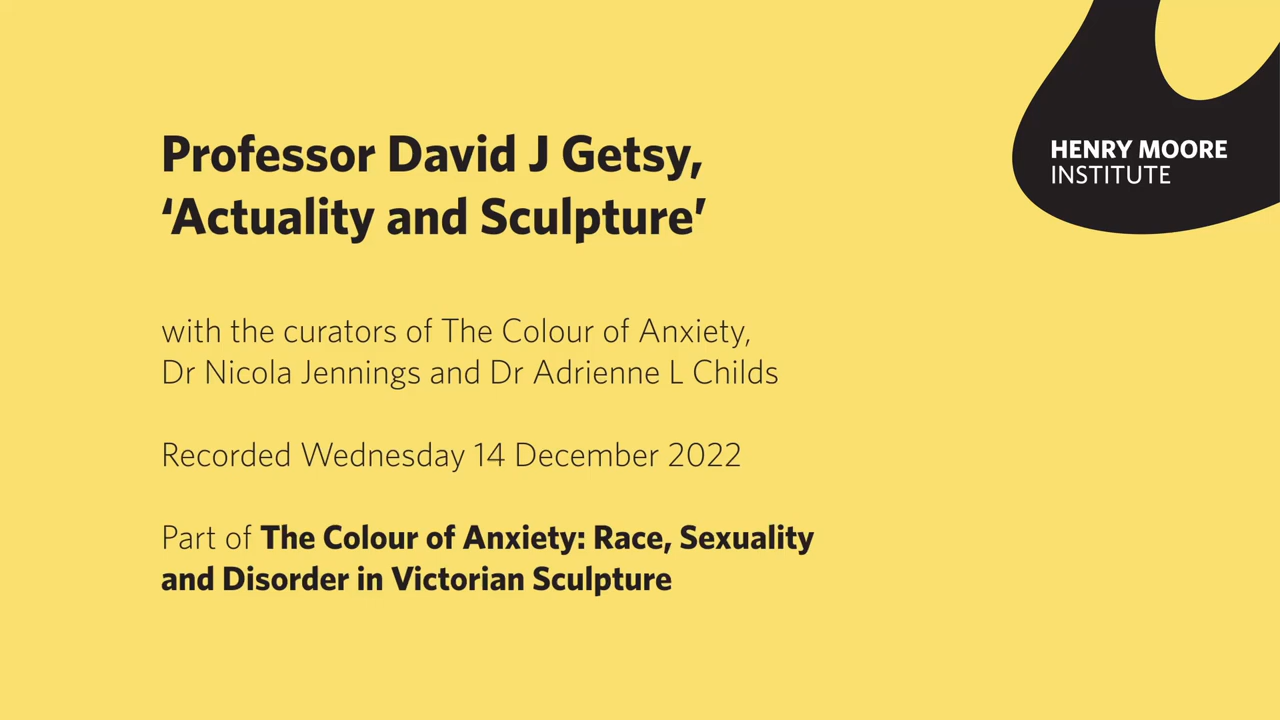 Professor David J Getsy,
‘Actuality and Sculpture’
HENRY MOORE
INSTITUTE
with the curators of The Colour of Anxiety,
Dr Nicola Jennings and Dr Adrienne L Childs
Recorded Wednesday 14 December 2022
Part of The Colour of Anxiety: Race, Sexuality
and Disorder in Victorian Sculpture